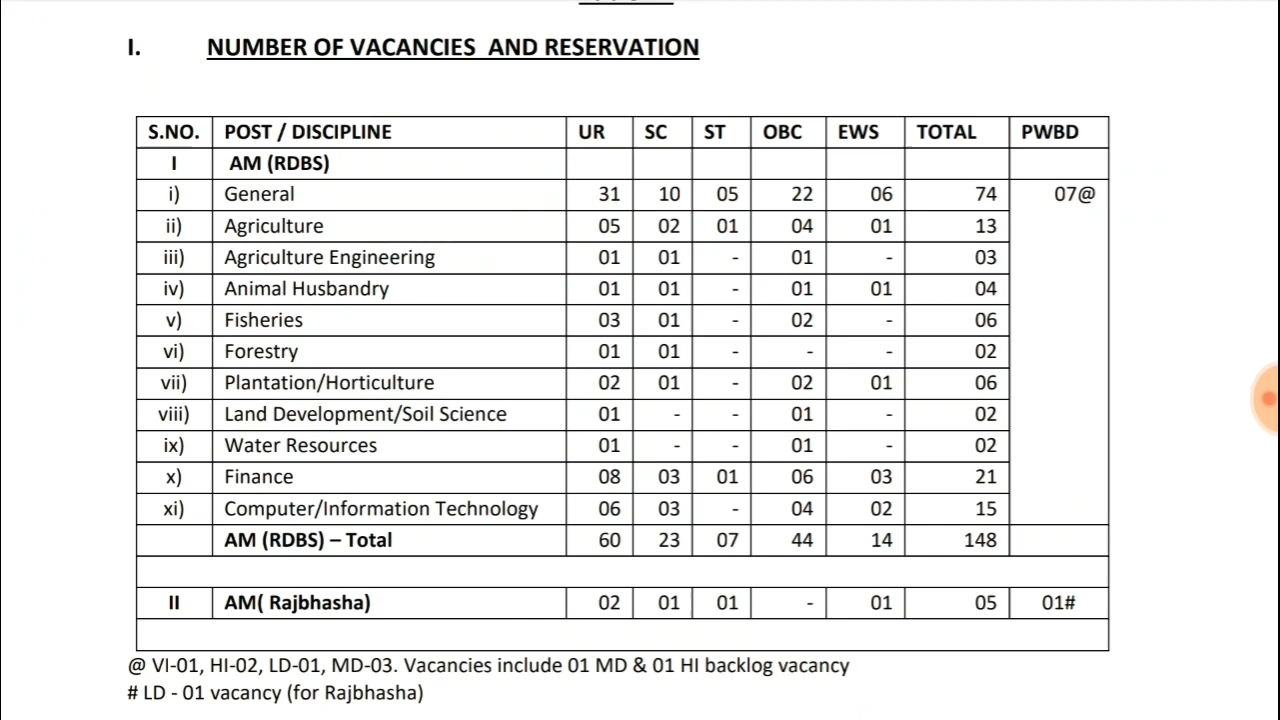 I. NUMBER OF VACANCIES AND RESERVATION
S.NO. POST / DISCIPLINE UR SC ST OBC EWS TOTAL PWBD
I AM (RDBS)
i) General 31 10 05 22 06 74 07@
ii) Agriculture 05 02 01 04 01 13
iii) Agriculture Engineering 01 01 - 01 - 03
iv) Animal Husbandry 01 01 - 01 01 04
v) Fisheries 03 01 - 02 - 06
vi) Forestry 01 01 - - - 02
vii) Plantation/Horticulture 02 01 - 02 01 06
viii) Land Development/Soil Science 01 - - 01 - 02
ix) Water Resources 01 - - 01 - 02
x) Finance 08 03 01 06 03 21
xi) Computer/Information Technology 06 03 - 04 02 15
AM (RDBS) – Total 60 23 07 44 14 148
II AM( Rajbhasha) 02 01 01 - 01 05 01#
@ VI-01, HI-02, LD-01, MD-03. Vacancies include 01 MD & 01 HI backlog vacancy
# LD - 01 vacancy (for Rajbhasha)